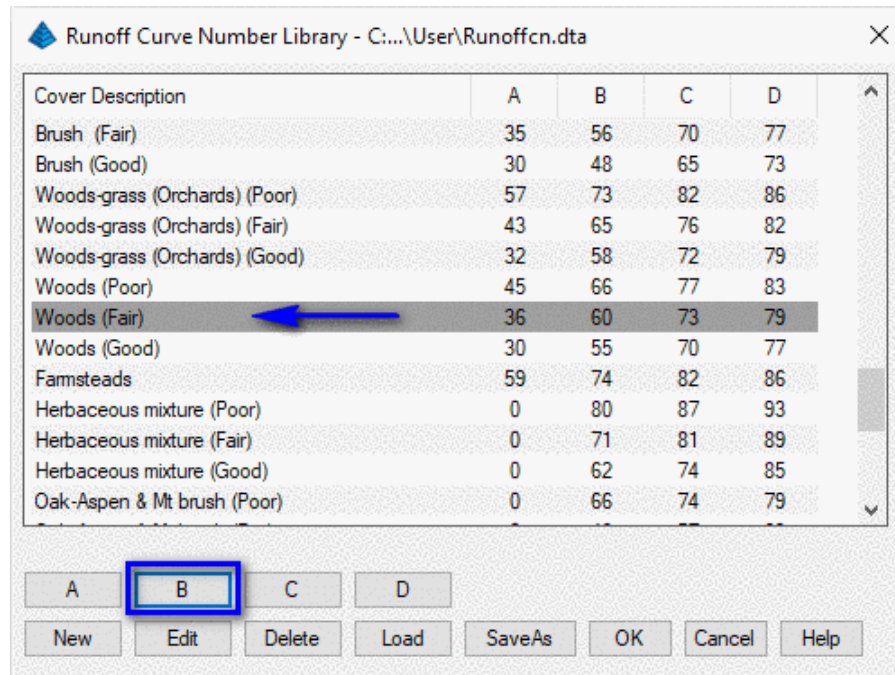 Runoff Curve Number Library - C:...\User\Runoffcn.dta
Cover Description A B C D
Brush (Fair) 35 56 70 77
Brush (Good) 30 48 65 73
Woods-grass (Orchards) (Poor) 57 73 82 86
Woods-grass (Orchards) (Fair) 43 65 76 82
Woods-grass (Orchards) (Good) 32 58 72 79
Woods (Poor) 45 66 77 83
Woods (Fair) 36 60 73 79
Woods (Good) 30 55 70 77
Farmsteads 59 74 82 86
Herbaceous mixture (Poor) 0 80 87 93
Herbaceous mixture (Fair) 0 71 81 89
Herbaceous mixture (Good) 0 62 74 85
Oak-Aspen & Mt brush (Poor) 0 66 74 79
A B C D
New Edit Delete Load SaveAs OK Cancel Help